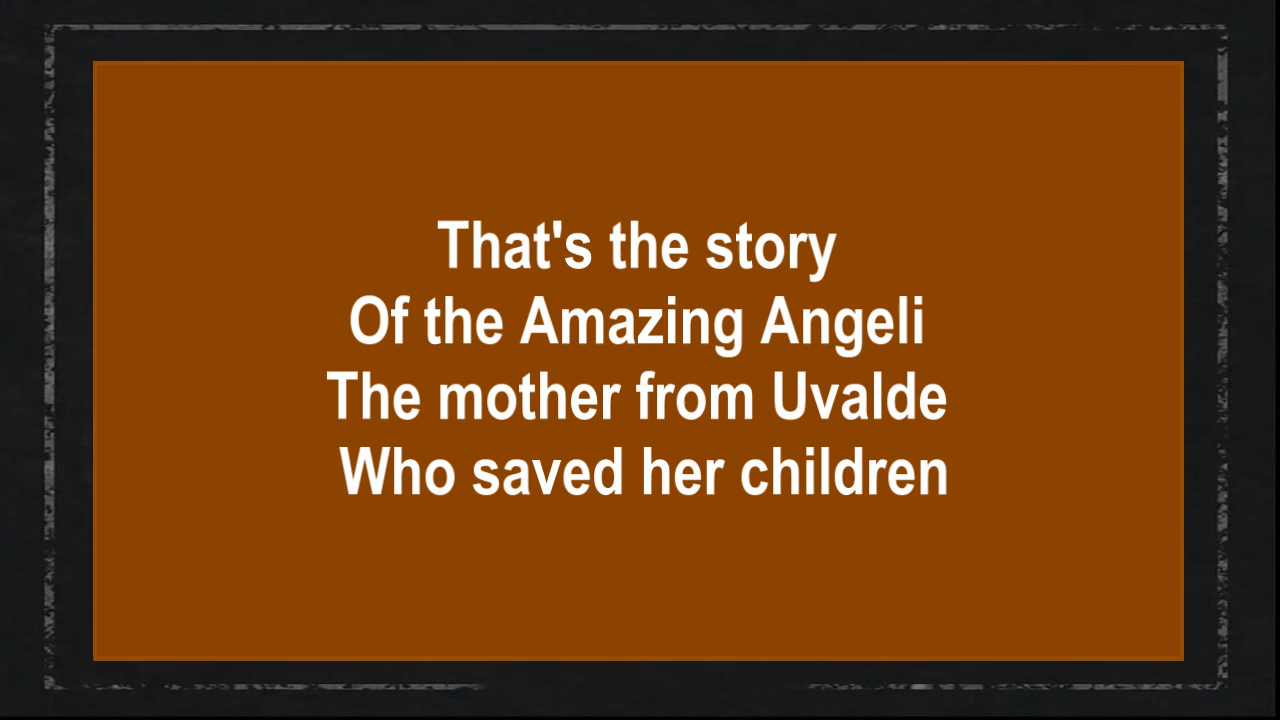 That's the story
Of the Amazing Angeli
The mother from Uvalde
Who saved her children